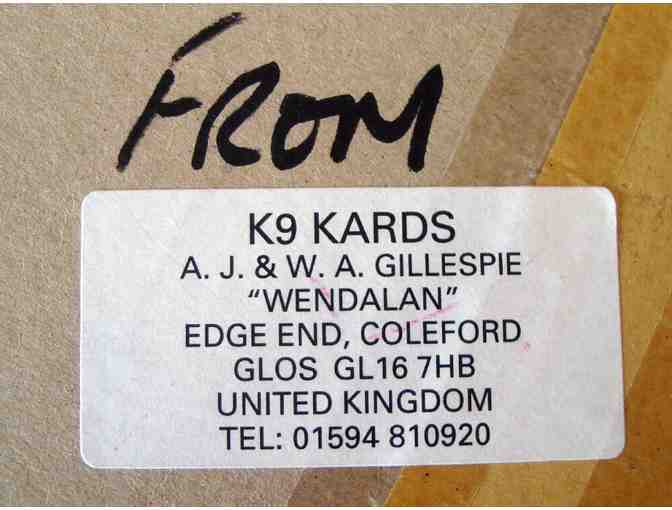 FROM
K9 KARDS
A. J. & W. A. GILLESPIE
“WENDALAN”
EDGE END, COLEFORD
GLOS GL16 7HB
UNITED KINGDOM
TEL: 01594 810920